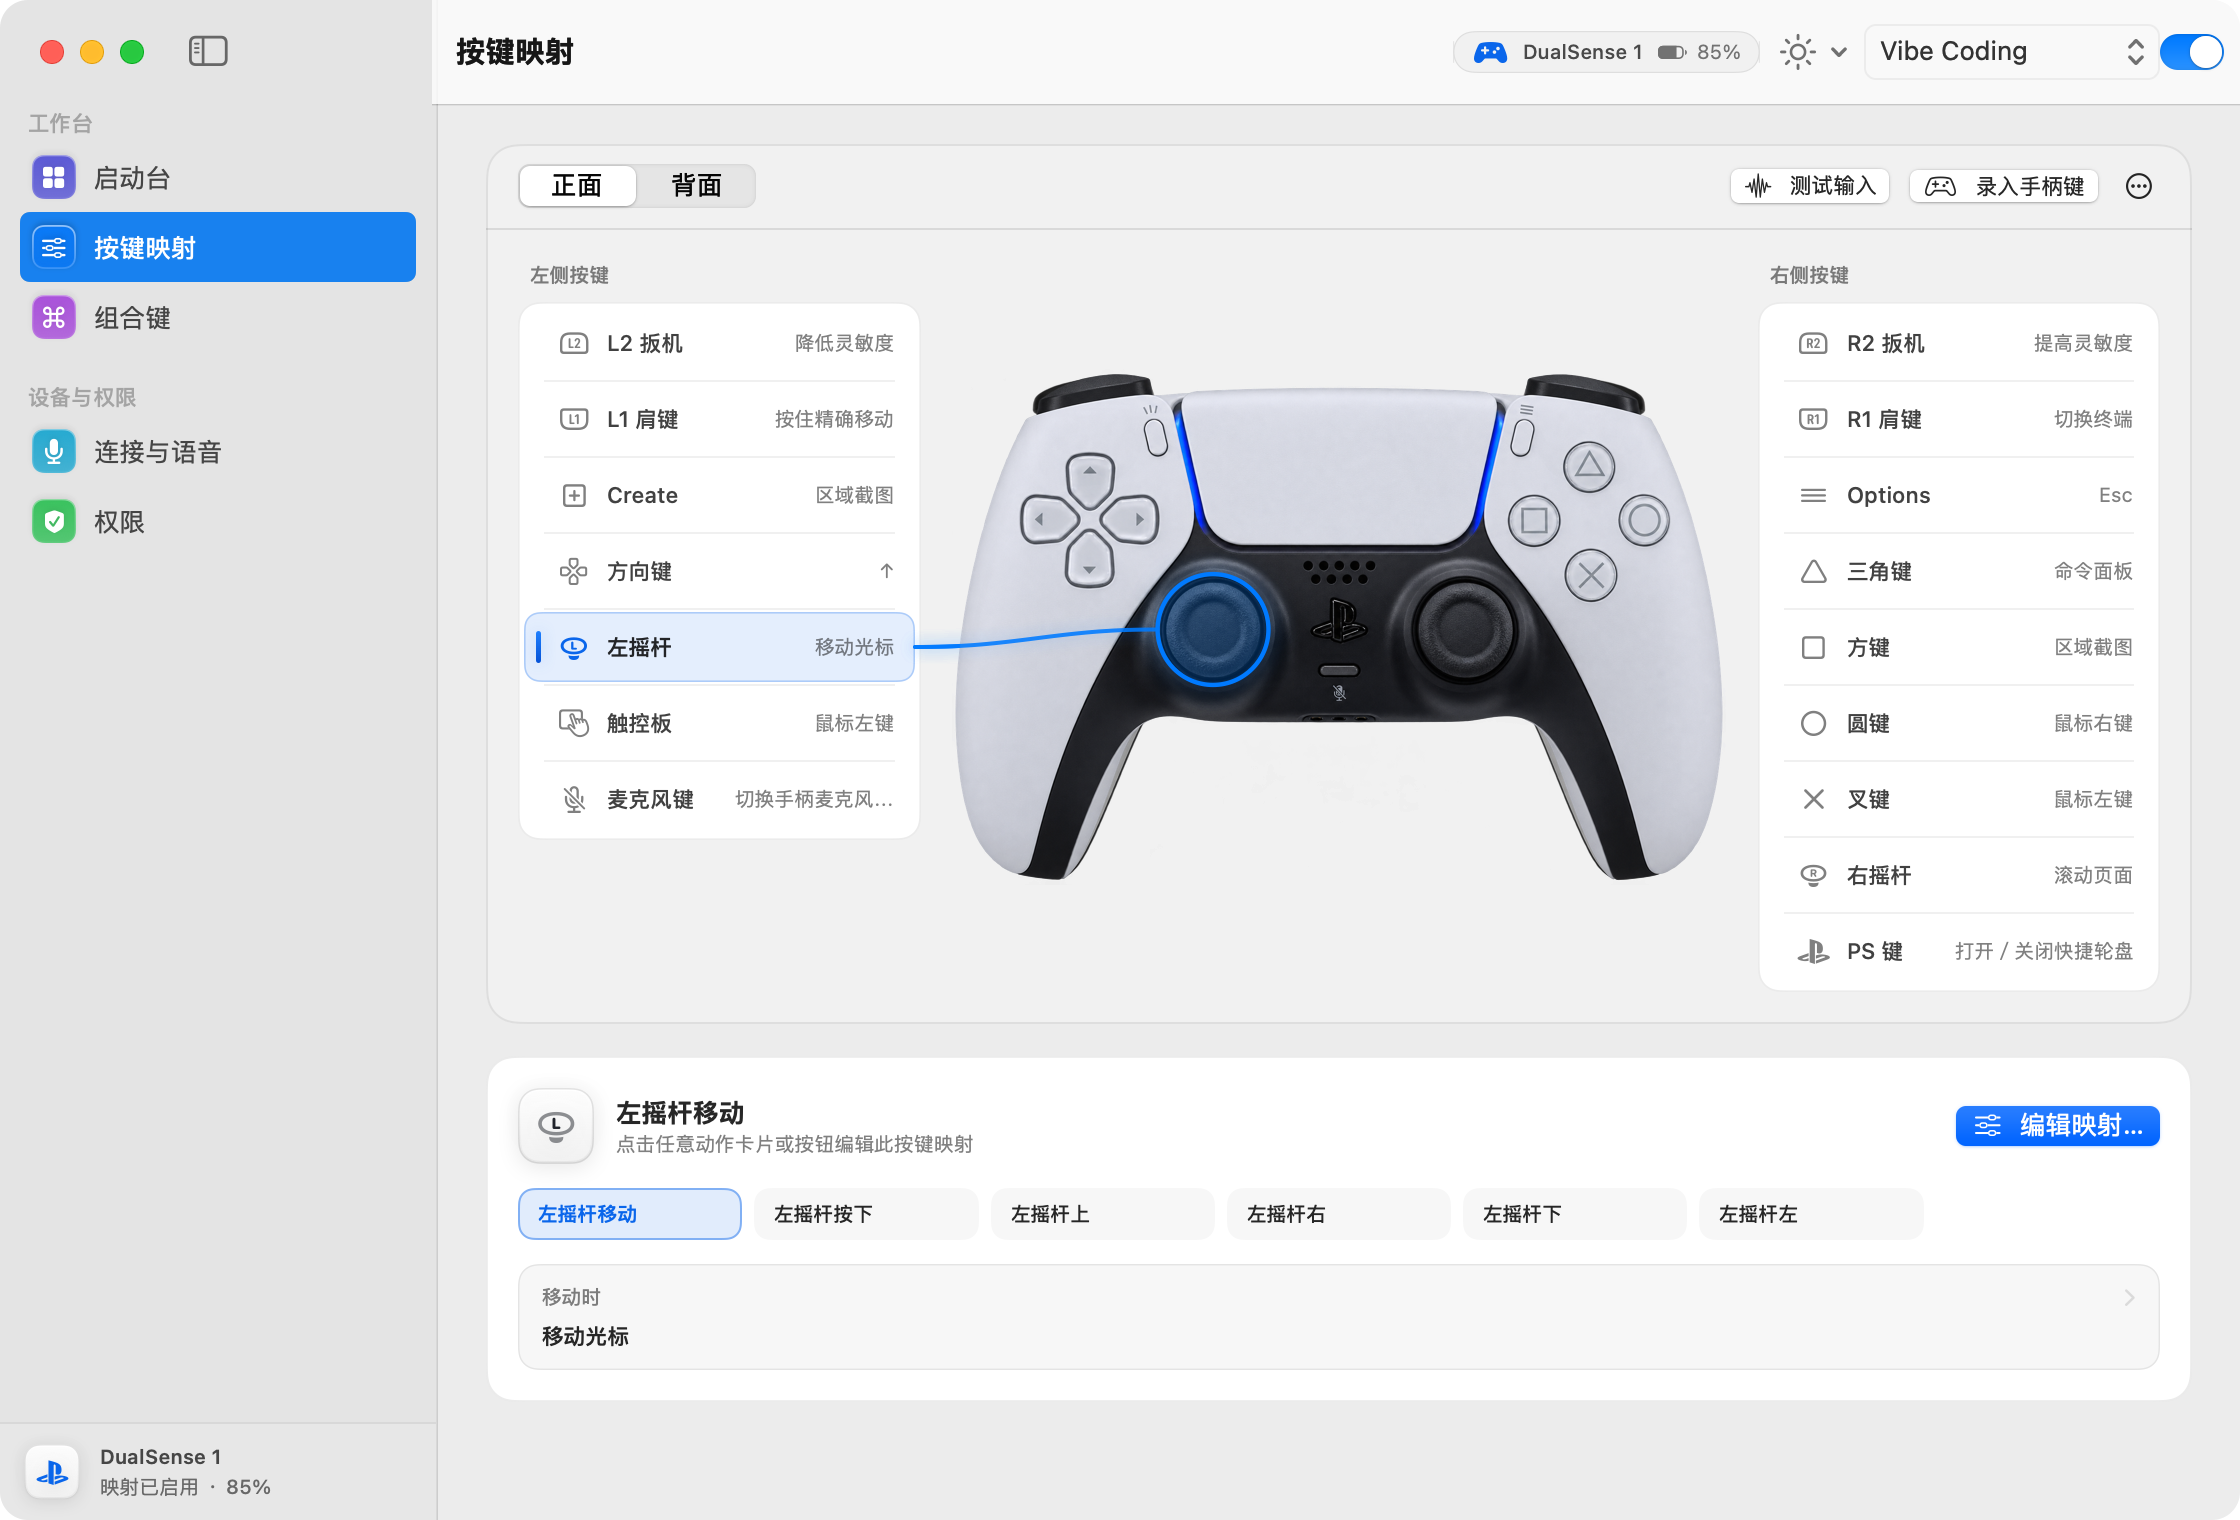 按键映射
DualSense 1 85%
Vibe Coding
工作台
启动台
按键映射
组合键
设备与权限
连接与语音
权限
DualSense 1
映射已启用 · 85%
正面
背面
测试输入
录入手柄键
左侧按键
L2 L2 扳机 降低灵敏度
L1 L1 肩键 按住精确移动
Create 区域截图
方向键 ↑
L 左摇杆 移动光标
触控板 鼠标左键
麦克风键 切换手柄麦克风...
右侧按键
R2 R2 扳机 提高灵敏度
R1 R1 肩键 切换终端
Options Esc
三角键 命令面板
方键 区域截图
圆键 鼠标右键
叉键 鼠标左键
R 右摇杆 滚动页面
PS 键 打开 / 关闭快捷轮盘
L
左摇杆移动
点击任意动作卡片或按钮编辑此按键映射
编辑映射...
左摇杆移动
左摇杆按下
左摇杆上
左摇杆右
左摇杆下
左摇杆左
移动时
移动光标